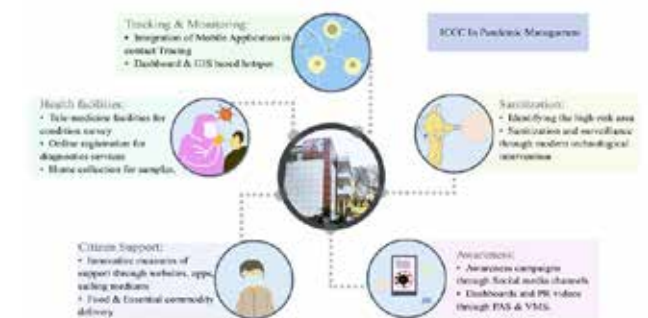 Tracking & Monitoring:
• Integration of Mobile Application in
contact Tracing
• Dashboard & GIS based hotspot
ICCC In Pandemic Management
Health facilities:
• Tele-medicine facilities for
condition survey
• Online registration for
diagnostics services
• Home collection for samples.
Sanitization:
• Identifying the high-risk area
• Sanitization and surveillance
through modern technological
intervention
Citizen Support:
• Innovative measures of
support through websites, apps,
calling mediums
• Food & Essential commodity
delivery
Awareness:
• Awareness campaigns
through Social media channels
• Dashboards and PR videos
through PAS & VMS.